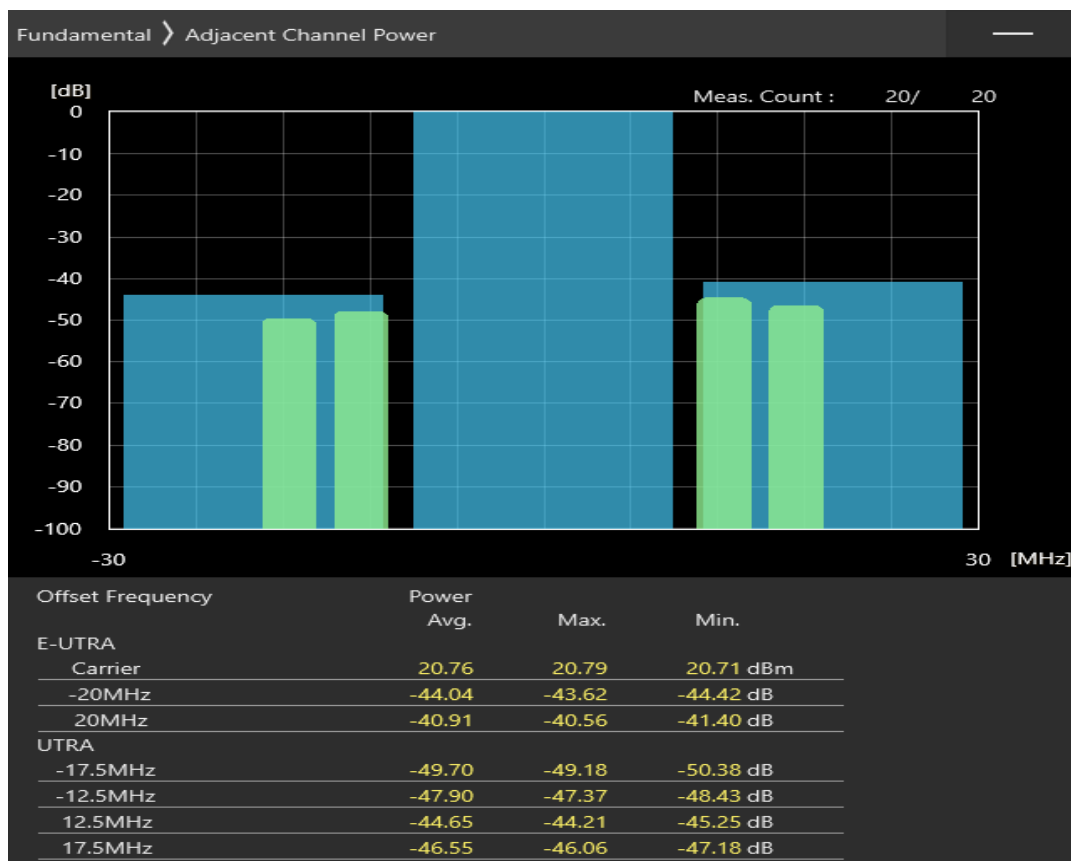 Fundamental 〉 Adjacent Channel Power
[dB]
Meas. Count : 20/ 20
0
-10
-20
-30
-40
-50
-60
-70
-80
-90
-100
-30 30 [MHz]
Offset Frequency Power
Avg. Max. Min.
E-UTRA
Carrier 20.76 20.79 20.71 dBm
-20MHz -44.04 -43.62 -44.42 dB
20MHz -40.91 -40.56 -41.40 dB
UTRA
-17.5MHz -49.70 -49.18 -50.38 dB
-12.5MHz -47.90 -47.37 -48.43 dB
12.5MHz -44.65 -44.21 -45.25 dB
17.5MHz -46.55 -46.06 -47.18 dB